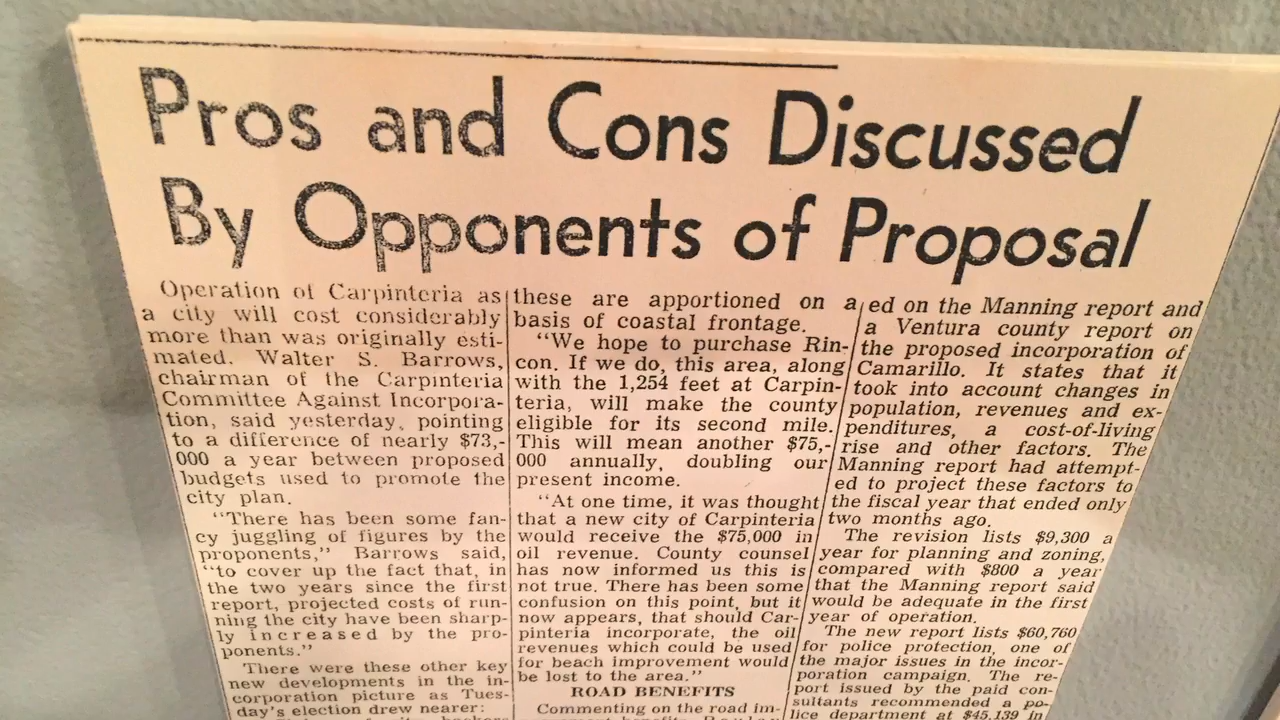 Pros and Cons Discussed
By Opponents of Proposal
Operation of Carpinteria as
a city will cost considerably
more than was originally esti-
mated. Walter S. Barrows,
chairman of the Carpinteria
Committee Against Incorpora-
tion, said yesterday, pointing
to a difference of nearly $73,-
000 a year between proposed
budgets used to promote the
city plan.
"There has been some fan-
cy juggling of figures by the
proponents," Barrows said,
"to cover up the fact that, in
the two years since the first
report, projected costs of run-
ning the city have been sharp-
ly increased by the pro-
ponents."
There were these other key
new developments in the in-
corporation picture as Tues-
day's election drew nearer:
these are apportioned on a
basis of coastal frontage.
"We hope to purchase Rin-
con. If we do, this area, along
with the 1,254 feet at Carpin-
teria, will make the county
eligible for its second mile.
This will mean another $75,-
000 annually, doubling our
present income.
"At one time, it was thought
that a new city of Carpinteria
would receive the $75,000 in
oil revenue. County counsel
has now informed us this is
not true. There has been some
confusion on this point, but it
now appears, that should Car-
pinteria incorporate, the oil
revenues which could be used
for beach improvement would
be lost to the area."
ROAD BENEFITS
Commenting on the road im-
ed on the Manning report and
a Ventura county report on
the proposed incorporation of
Camarillo. It states that it
took into account changes in
population, revenues and ex-
penditures, a cost-of-living
rise and other factors. The
Manning report had attempt-
ed to project these factors to
the fiscal year that ended only
two months ago.
The revision lists $9,300 a
year for planning and zoning,
compared with $800 a year
that the Manning report said
would be adequate in the first
year of operation.
The new report lists $60,760
for police protection, one of
the major issues in the incor-
poration campaign. The re-
port issued by the paid con-
sultants recommended a po-
lice department at $45,139 in